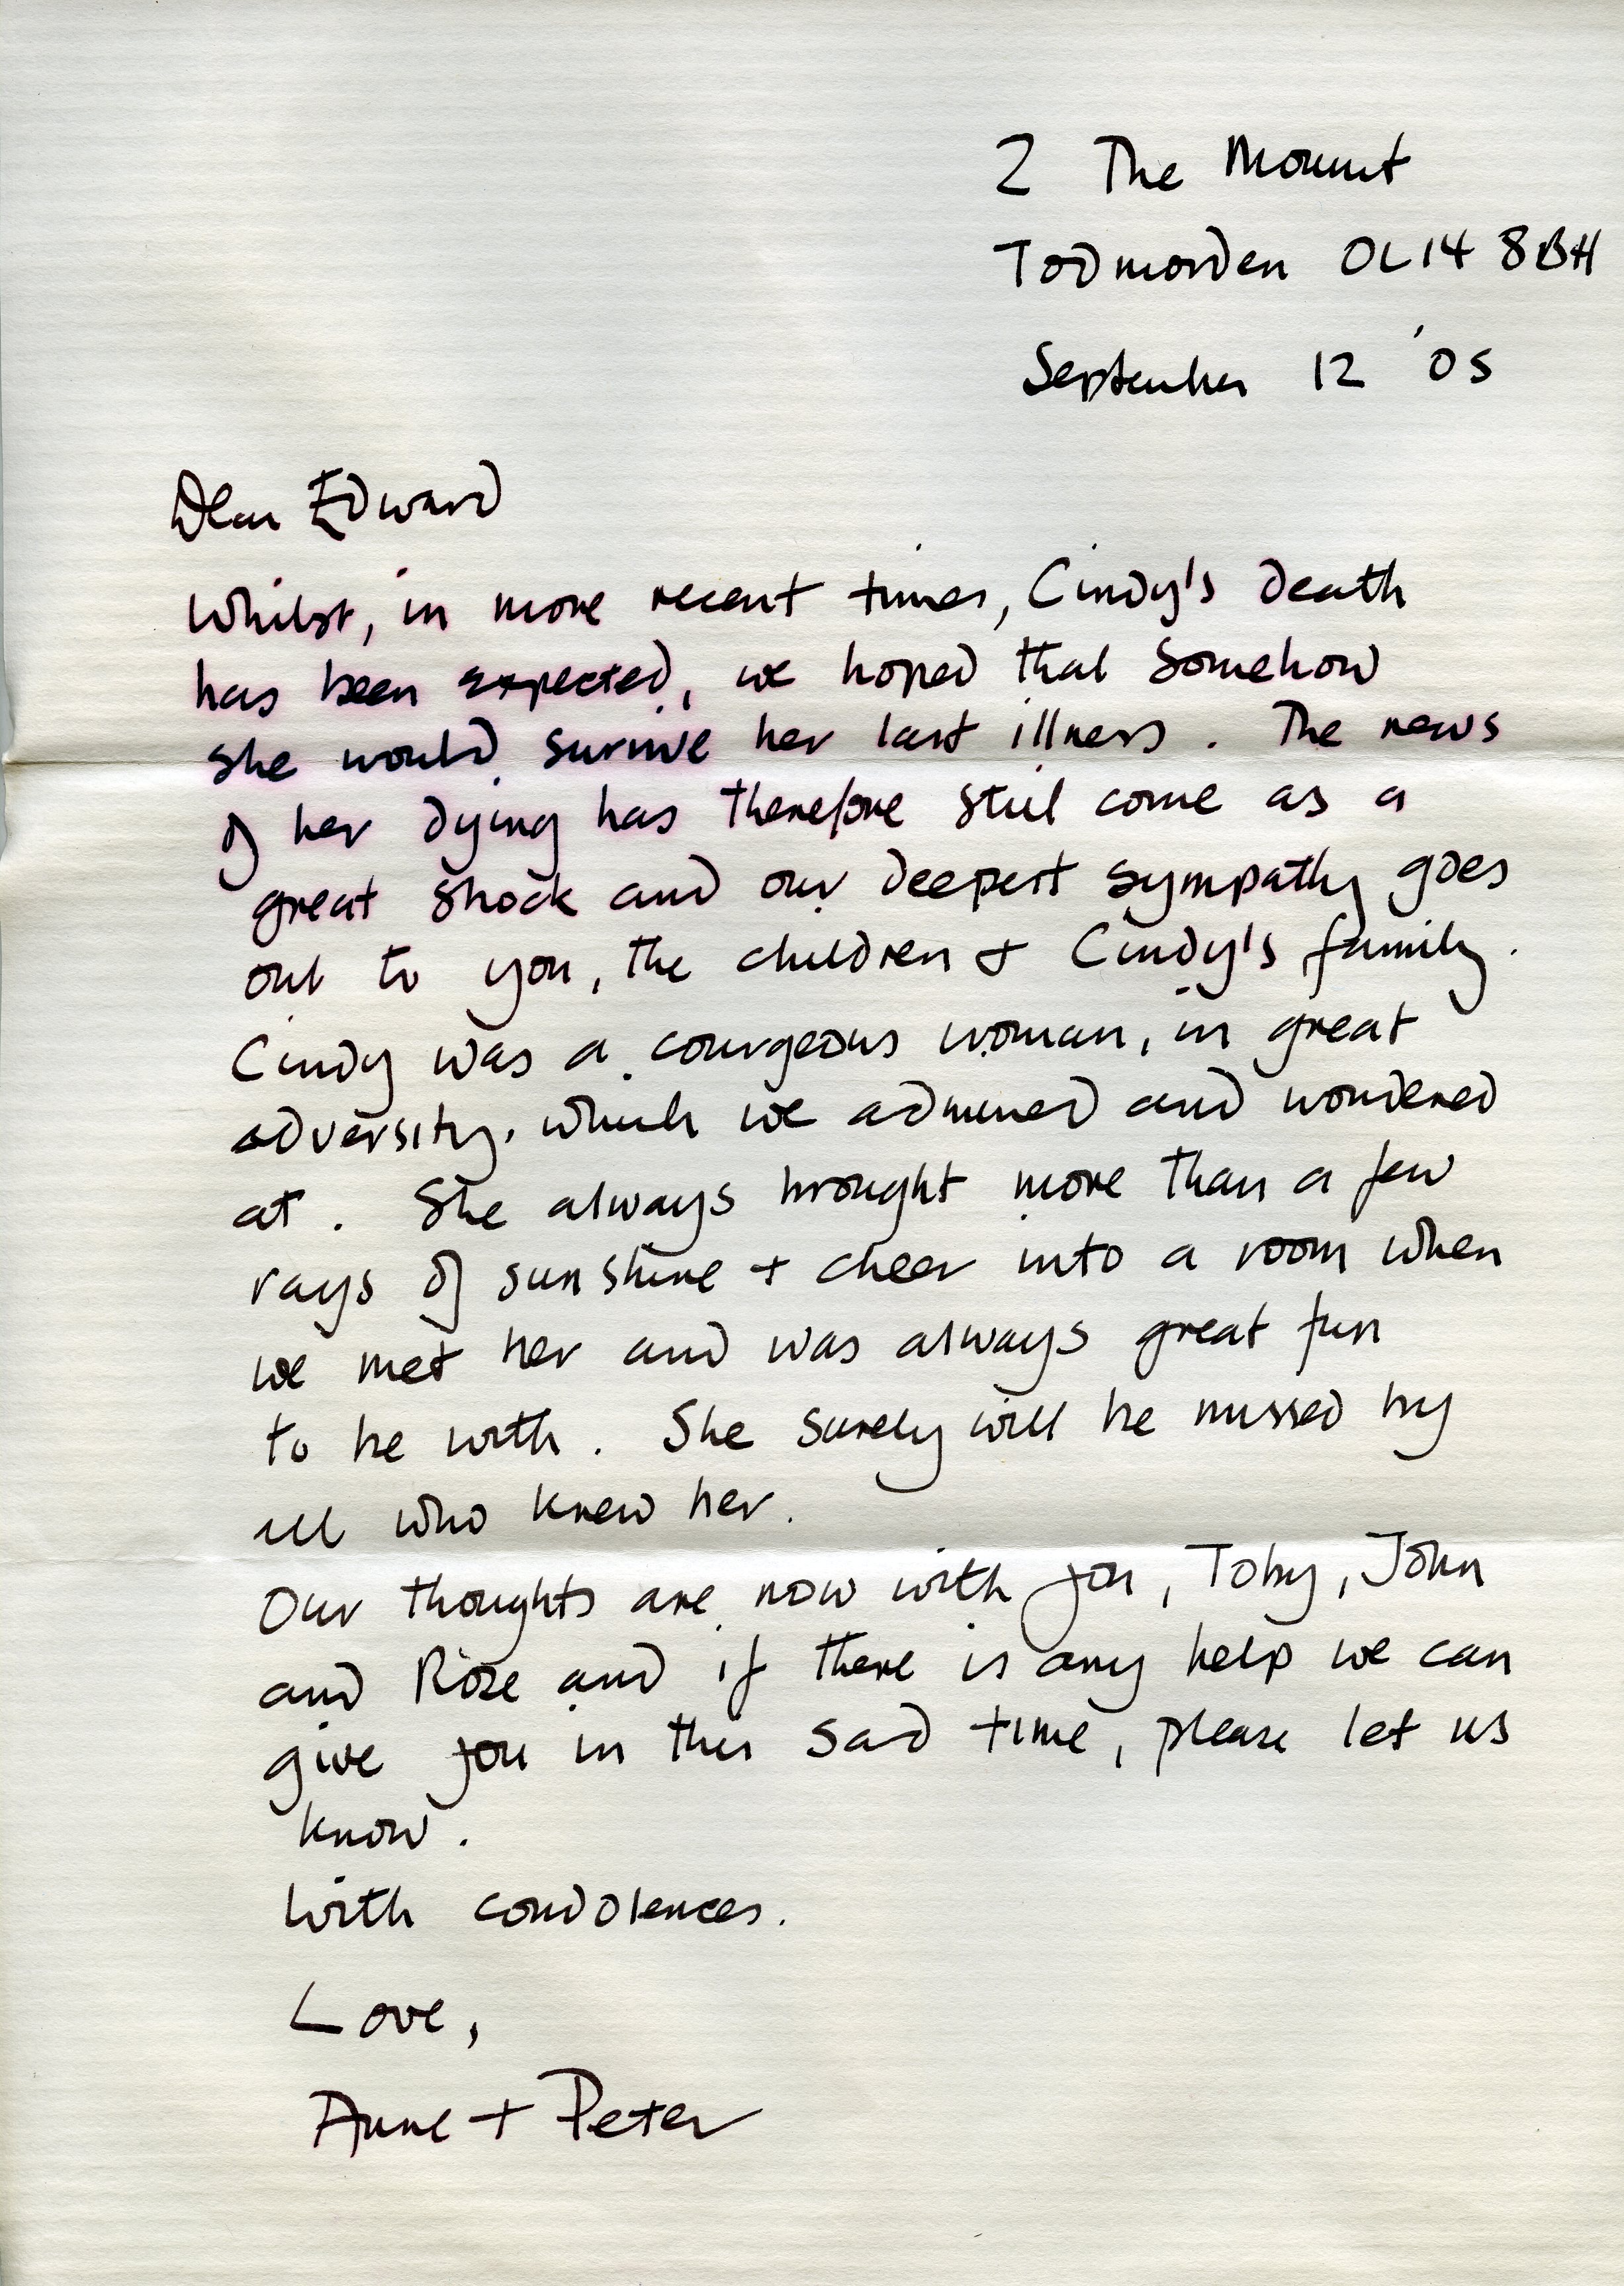 2 The Mount
Todmorden OL14 8BH
September 12 '05
Dear Edward
Whilst, in more recent times, Cindy's death
has been expected, we hoped that somehow
she would survive her last illness. The news
of her dying has therefore still come as a
great shock and our deepest sympathy goes
out to you, the children + Cindy's family.
Cindy was a courgeous woman, in great
adversity, which we admired and wondered
at. She always brought more than a few
rays of sunshine + cheer into a room when
we met her and was always great fun
to be with. She surely will be missed by
all who knew her.
Our thoughts are now with you, Toby, John
and Rose and if there is any help we can
give you in this sad time, please let us
know.
With condolences.
Love,
Anne + Peter